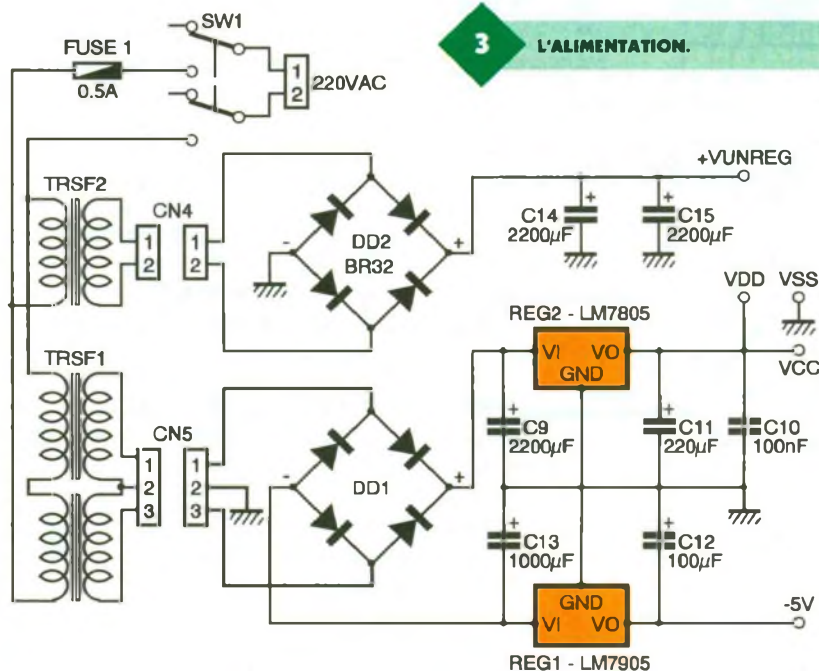 3
L'ALIMENTATION.
SW1
FUSE 1
0.5A
1
2
220VAC
+VUNREG
TRSF2
CN4
1
2
1
2
-
+
DD2
BR32
+
C14
2200µF
+
C15
2200µF
VDD
VSS
REG2 - LM7805
VI
VO
GND
VCC
TRSF1
CN5
1
2
3
1
2
3
-
+
DD1
+
C9
2200µF
+
C11
220µF
C10
100nF
+
C13
1000µF
+
C12
100µF
GND
VI
VO
-5V
REG1 - LM7905